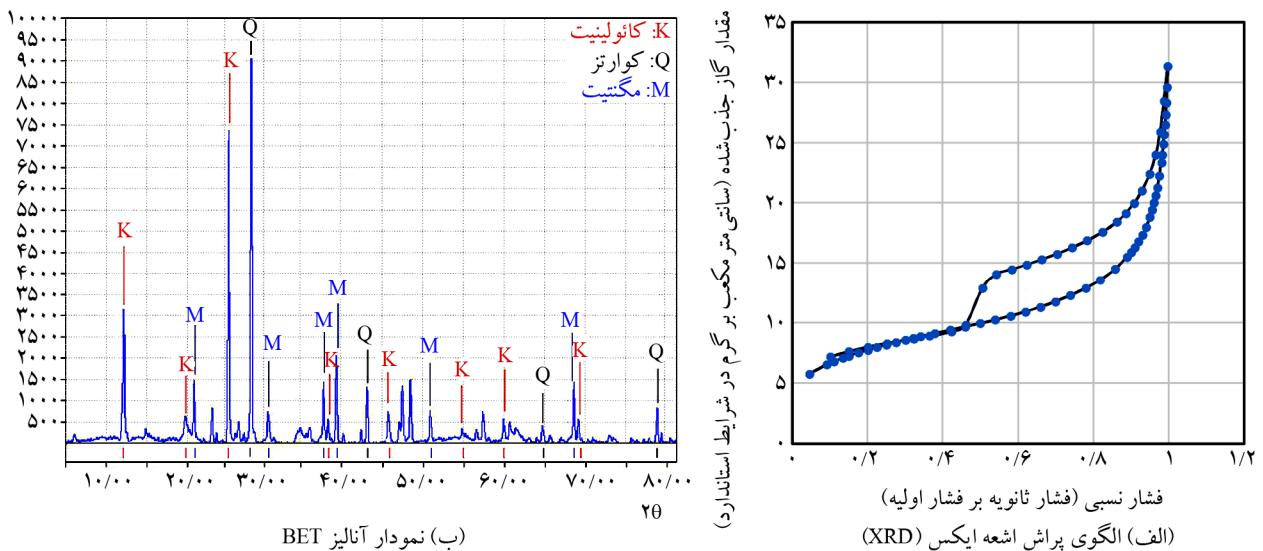 ۱۰۰۰۰
۹۵۰۰
۹۰۰۰
۸۵۰۰
۸۰۰۰
۷۵۰۰
۷۰۰۰
۶۵۰۰
۶۰۰۰
۵۵۰۰
۵۰۰۰
۴۵۰۰
۴۰۰۰
۳۵۰۰
۳۰۰۰
۲۵۰۰
۲۰۰۰
۱۵۰۰
۱۰۰۰
۵۰۰
K: کائولینیت
Q: کوارتز
M: مگنتیت
K
K
M
K
Q
M
M
K
M
Q
K
M
K
K
Q
M
K
Q
۱۰/۰۰ ۲۰/۰۰ ۳۰/۰۰ ۴۰/۰۰ ۵۰/۰۰ ۶۰/۰۰ ۷۰/۰۰ ۸۰/۰۰
۲θ
(ب) نمودار آنالیز BET
مقدار گاز جذب‌شده (سانتی متر مکعب بر گرم در شرایط استاندارد)
۳۵
۳۰
۲۵
۲۰
۱۵
۱۰
۵
۰
۰ ۰/۲ ۰/۴ ۰/۶ ۰/۸ ۱ ۱/۲
فشار نسبی (فشار ثانویه بر فشار اولیه)
(الف) الگوی پراش اشعه ایکس (XRD)